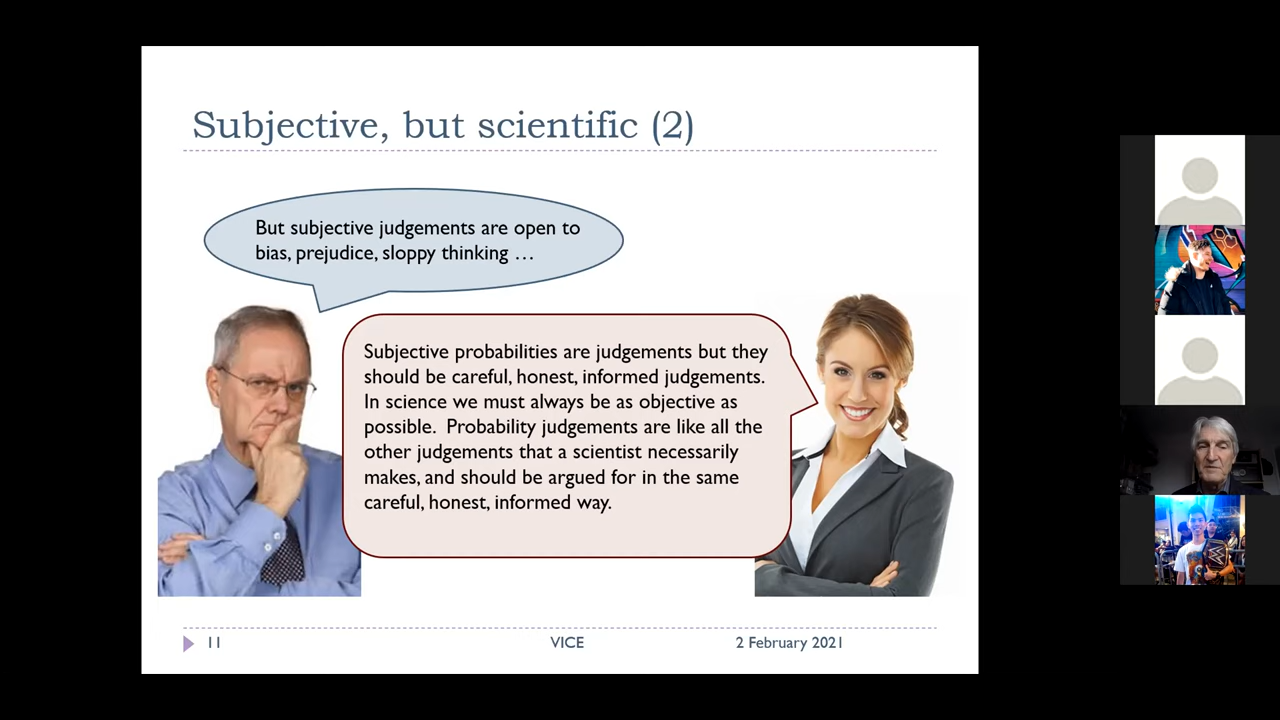 Subjective, but scientific (2)
But subjective judgements are open to
bias, prejudice, sloppy thinking …
Subjective probabilities are judgements but they
should be careful, honest, informed judgements.
In science we must always be as objective as
possible.  Probability judgements are like all the
other judgements that a scientist necessarily
makes, and should be argued for in the same
careful, honest, informed way.
11
VICE
2 February 2021